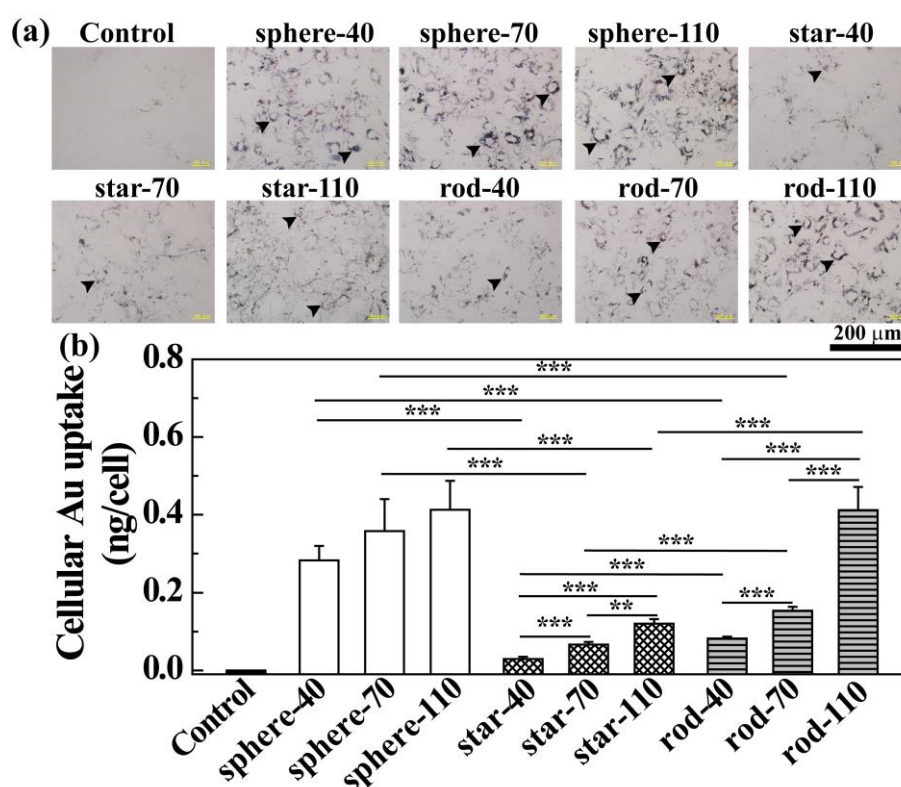 (a)
Control sphere-40 sphere-70 sphere-110 star-40
star-70 star-110 rod-40 rod-70 rod-110
200 μm
(b)
0.8
0.6
0.4
0.2
0.0
Cellular Au uptake
(ng/cell)
***
***
***
***
***
***
***
***
***
***
***
**
***
***
Control
sphere-40
sphere-70
sphere-110
star-40
star-70
star-110
rod-40
rod-70
rod-110